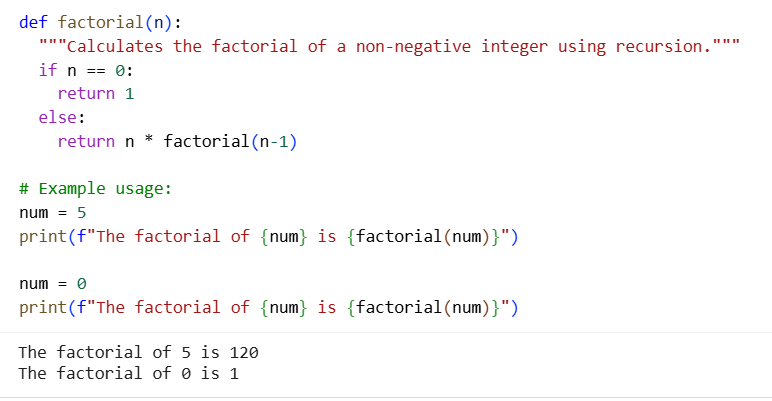 def factorial(n):
  """Calculates the factorial of a non-negative integer using recursion."""
  if n == 0:
    return 1
  else:
    return n * factorial(n-1)

# Example usage:
num = 5
print(f"The factorial of {num} is {factorial(num)}")

num = 0
print(f"The factorial of {num} is {factorial(num)}")

The factorial of 5 is 120
The factorial of 0 is 1